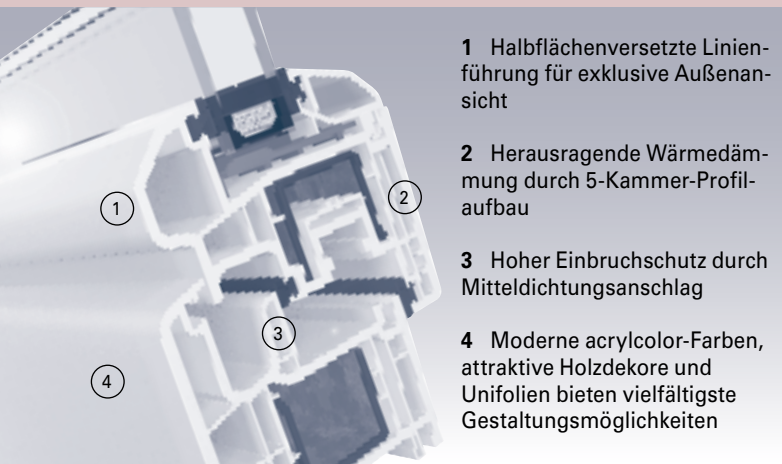 1 Halbflächenversetzte Linien-
führung für exklusive Außenan-
sicht
2 Herausragende Wärmedäm-
mung durch 5-Kammer-Profil-
aufbau
3 Hoher Einbruchschutz durch
Mitteldichtungsanschlag
4 Moderne acrylcolor-Farben,
attraktive Holzdekore und
Unifolien bieten vielfältigste
Gestaltungsmöglichkeiten
1
2
3
4